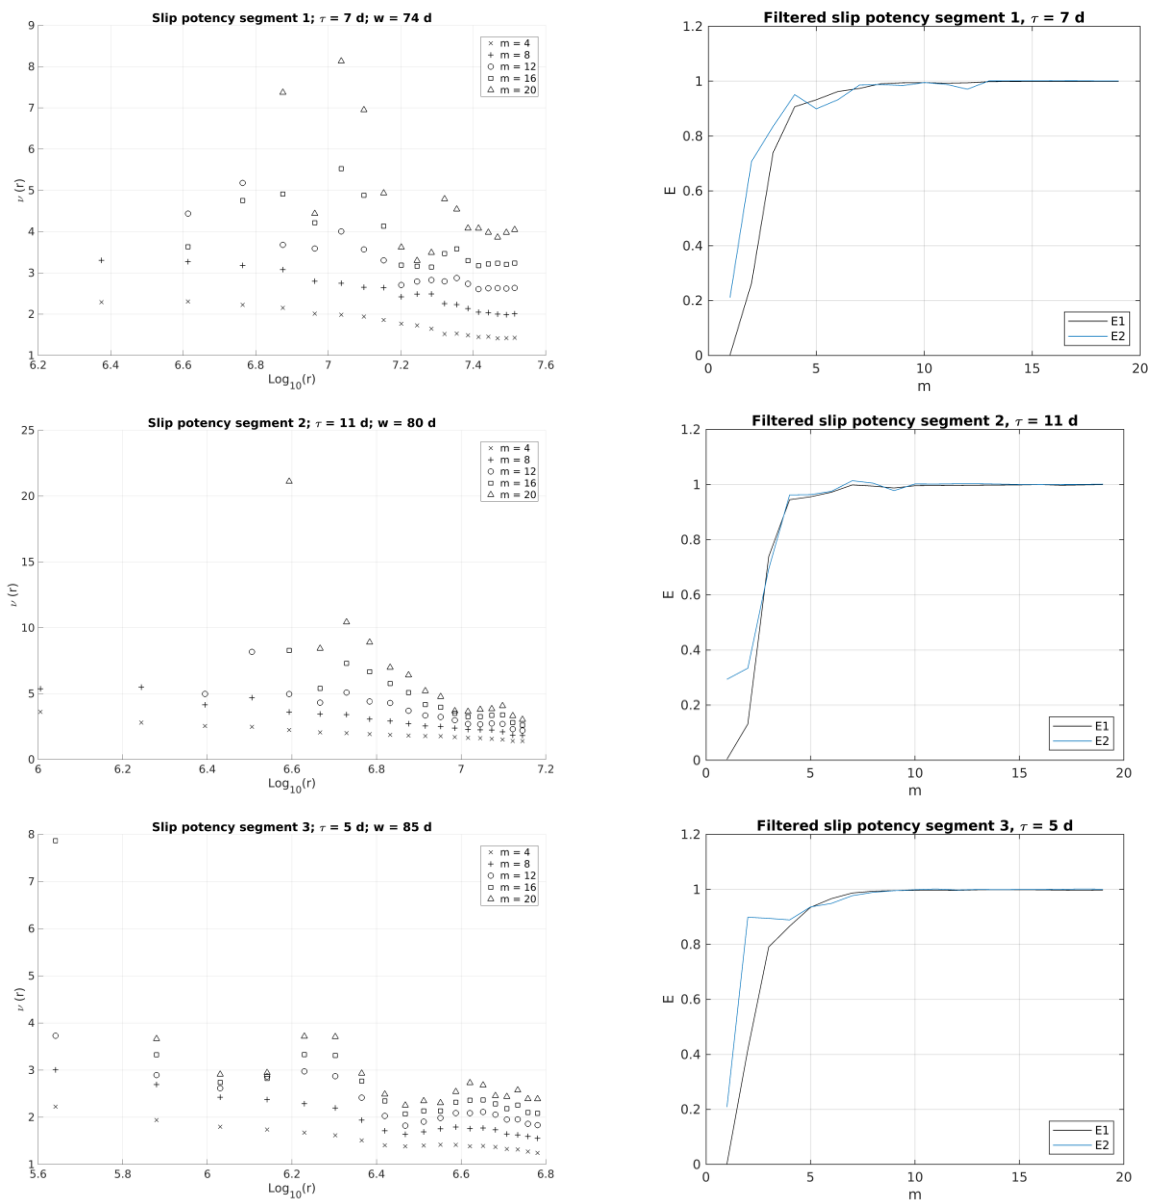 Slip potency segment 1; τ = 7 d; w = 74 d
9
8
7
6
5
4
3
2
1
ν (r)
6.2 6.4 6.6 6.8 7 7.2 7.4 7.6
Log10(r)
m = 4
m = 8
m = 12
m = 16
m = 20
Filtered slip potency segment 1, τ = 7 d
1.2
1
0.8
0.6
0.4
0.2
0
E
0 5 10 15 20
m
E1
E2
Slip potency segment 2; τ = 11 d; w = 80 d
25
20
15
10
5
0
ν (r)
6 6.2 6.4 6.6 6.8 7 7.2
Log10(r)
m = 4
m = 8
m = 12
m = 16
m = 20
Filtered slip potency segment 2, τ = 11 d
1.2
1
0.8
0.6
0.4
0.2
0
E
0 5 10 15 20
m
E1
E2
Slip potency segment 3; τ = 5 d; w = 85 d
8
7
6
5
4
3
2
1
ν (r)
5.6 5.8 6 6.2 6.4 6.6 6.8
Log10(r)
m = 4
m = 8
m = 12
m = 16
m = 20
Filtered slip potency segment 3, τ = 5 d
1.2
1
0.8
0.6
0.4
0.2
0
E
0 5 10 15 20
m
E1
E2